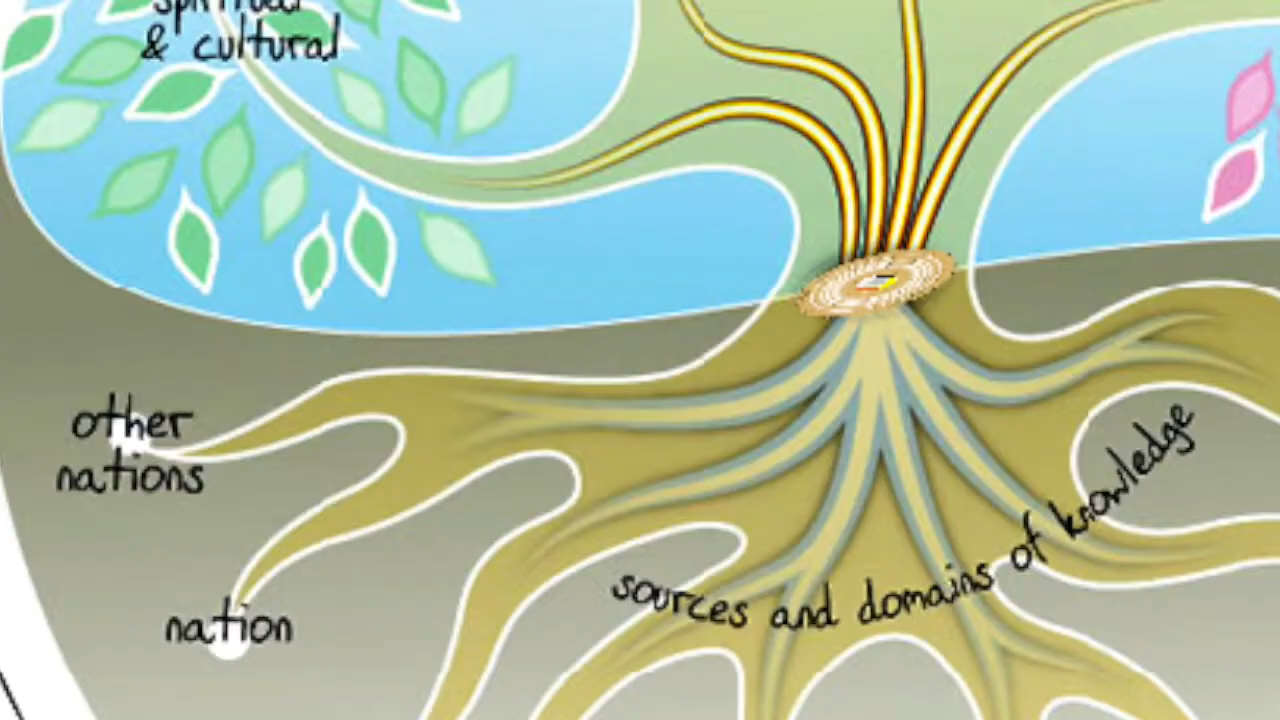 spiritual
& cultural
other
nations
nation
sources and domains of knowledge